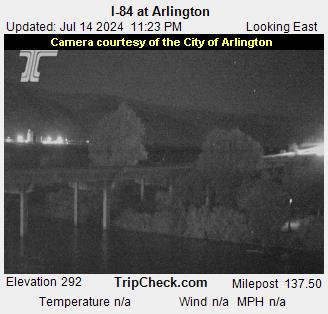 I-84 at Arlington
Updated: Jul 14 2024 11:23 PM Looking East
Camera courtesy of the City of Arlington
Elevation 292 TripCheck.com Milepost 137.50
Temperature n/a Wind n/a MPH n/a